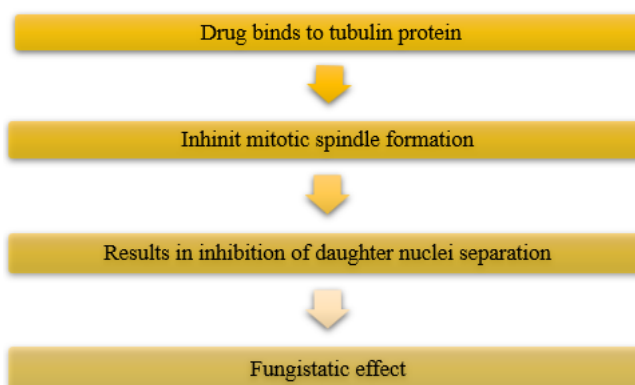 Drug binds to tubulin protein
Inhinit mitotic spindle formation
Results in inhibition of daughter nuclei separation
Fungistatic effect